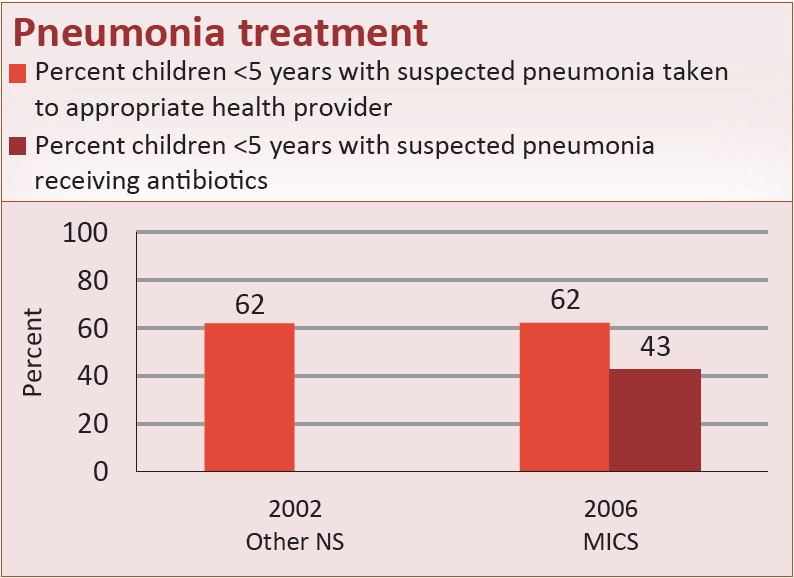 Pneumonia treatment
Percent children <5 years with suspected pneumonia taken
to appropriate health provider
Percent children <5 years with suspected pneumonia
receiving antibiotics
Percent
100
80
60
40
20
0
62
62
43
2002
Other NS
2006
MICS